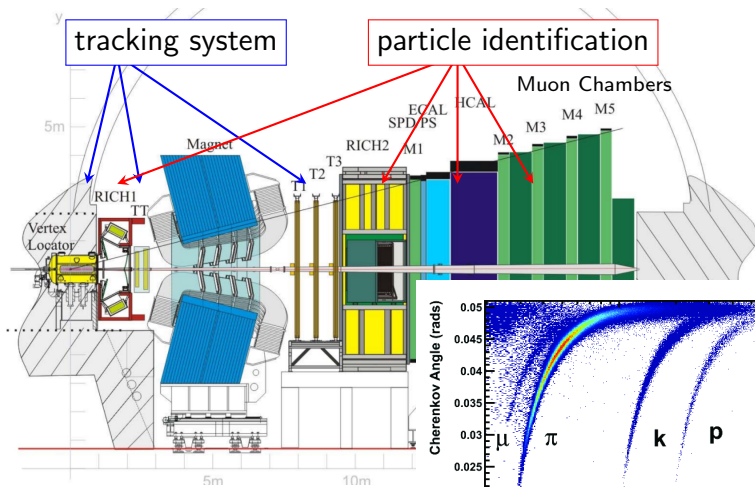 y
tracking system
particle identification
Muon Chambers
5m
Magnet
SPD/PS
ECAL
HCAL
M4
M5
M3
M2
M1
RICH2
T3
T2
T1
RICH1
TT
Vertex
Locator
5m
10m
Cherenkov Angle (rads)
0.05
0.045
0.04
0.035
0.03
0.025
μ
π
k
p